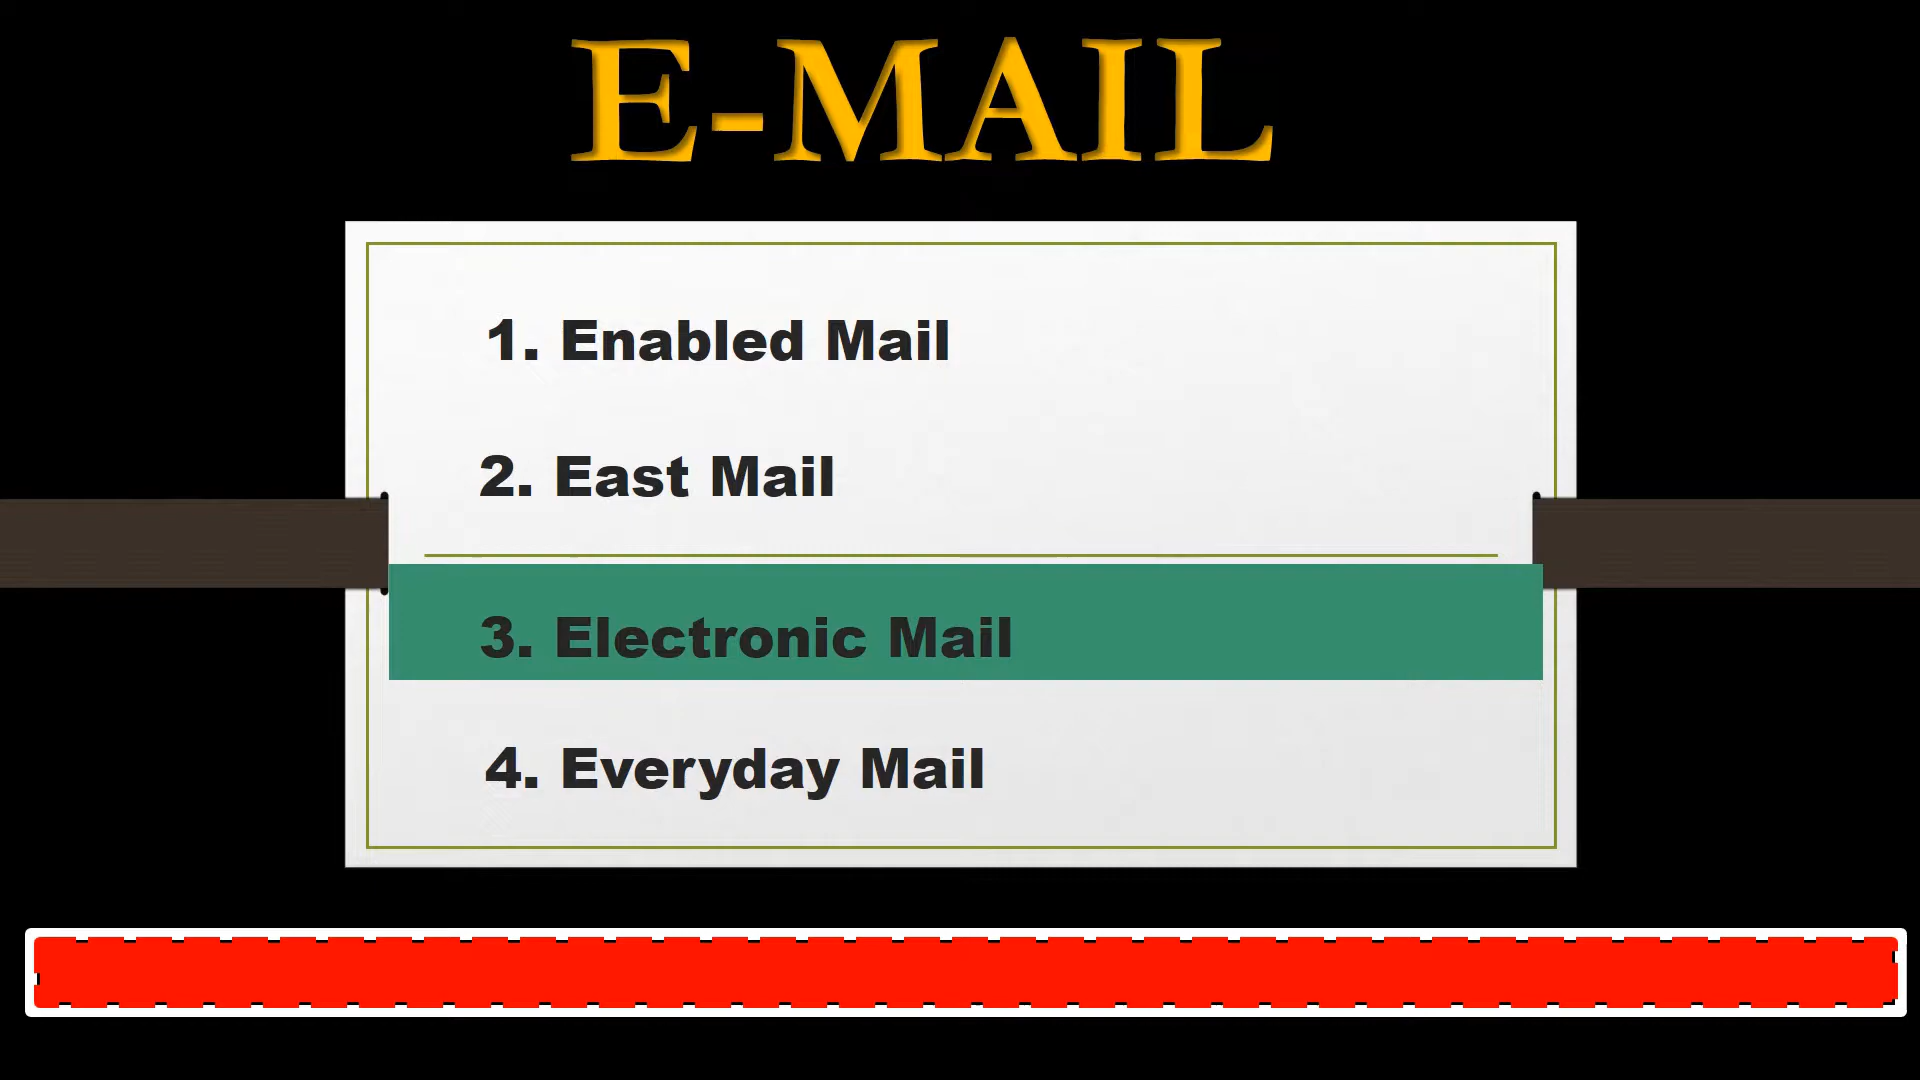 E-MAIL
1. Enabled Mail
2. East Mail
3. Electronic Mail
4. Everyday Mail